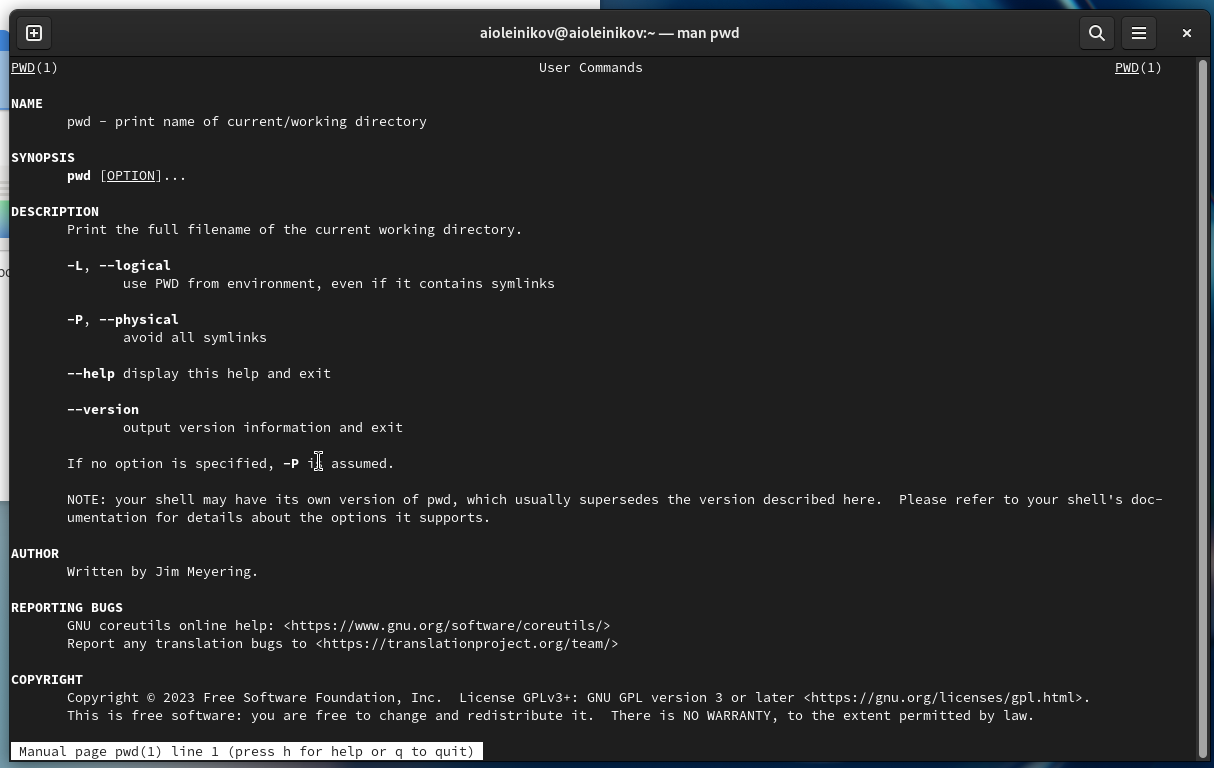 aioleinikov@aioleinikov:~ — man pwd
PWD(1) User Commands PWD(1)
NAME
pwd - print name of current/working directory
SYNOPSIS
pwd [OPTION]...
DESCRIPTION
Print the full filename of the current working directory.
-L, --logical
use PWD from environment, even if it contains symlinks
-P, --physical
avoid all symlinks
--help display this help and exit
--version
output version information and exit
If no option is specified, -P is assumed.
NOTE: your shell may have its own version of pwd, which usually supersedes the version described here.  Please refer to your shell's doc-
umentation for details about the options it supports.
AUTHOR
Written by Jim Meyering.
REPORTING BUGS
GNU coreutils online help: <https://www.gnu.org/software/coreutils/>
Report any translation bugs to <https://translationproject.org/team/>
COPYRIGHT
Copyright © 2023 Free Software Foundation, Inc.  License GPLv3+: GNU GPL version 3 or later <https://gnu.org/licenses/gpl.html>.
This is free software: you are free to change and redistribute it.  There is NO WARRANTY, to the extent permitted by law.
Manual page pwd(1) line 1 (press h for help or q to quit)